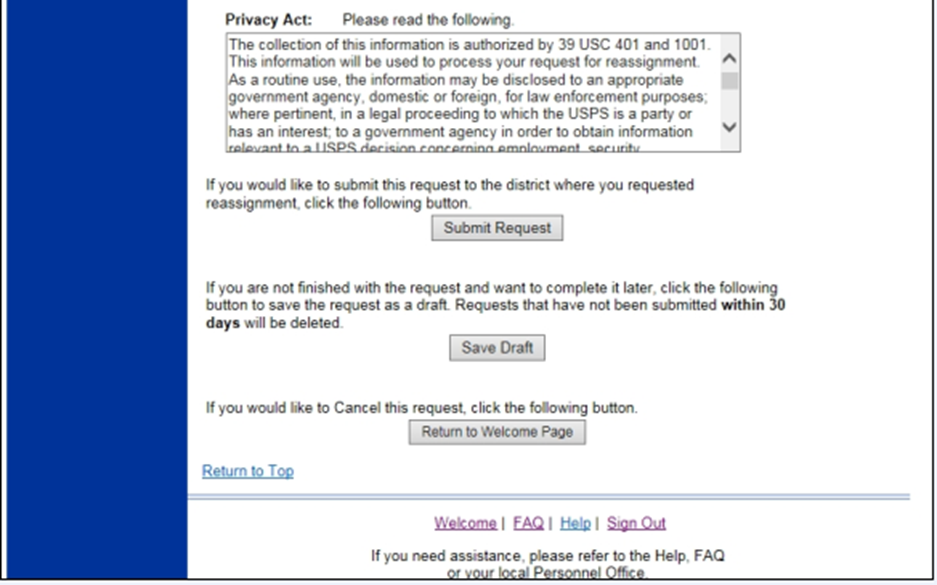 Privacy Act: Please read the following.
The collection of this information is authorized by 39 USC 401 and 1001.
This information will be used to process your request for reassignment.
As a routine use, the information may be disclosed to an appropriate
government agency, domestic or foreign, for law enforcement purposes;
where pertinent, in a legal proceeding to which the USPS is a party or
has an interest; to a government agency in order to obtain information
relevant to a USPS decision concerning employment, security
If you would like to submit this request to the district where you requested
reassignment, click the following button.
Submit Request
If you are not finished with the request and want to complete it later, click the following
button to save the request as a draft. Requests that have not been submitted within 30
days will be deleted.
Save Draft
If you would like to Cancel this request, click the following button.
Return to Welcome Page
Return to Top
Welcome | FAQ | Help | Sign Out
If you need assistance, please refer to the Help, FAQ
or your local Personnel Office.